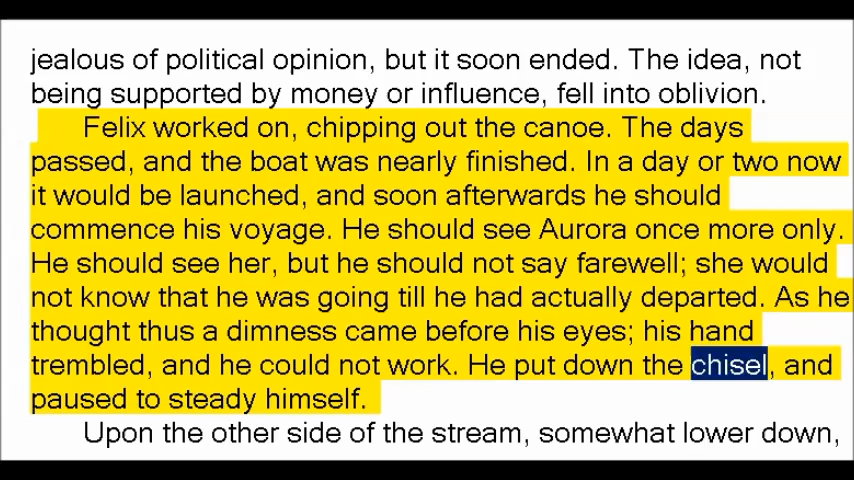 jealous of political opinion, but it soon ended. The idea, not
being supported by money or influence, fell into oblivion.
Felix worked on, chipping out the canoe. The days
passed, and the boat was nearly finished. In a day or two now
it would be launched, and soon afterwards he should
commence his voyage. He should see Aurora once more only.
He should see her, but he should not say farewell; she would
not know that he was going till he had actually departed. As he
thought thus a dimness came before his eyes; his hand
trembled, and he could not work. He put down the chisel, and
paused to steady himself.
Upon the other side of the stream, somewhat lower down,